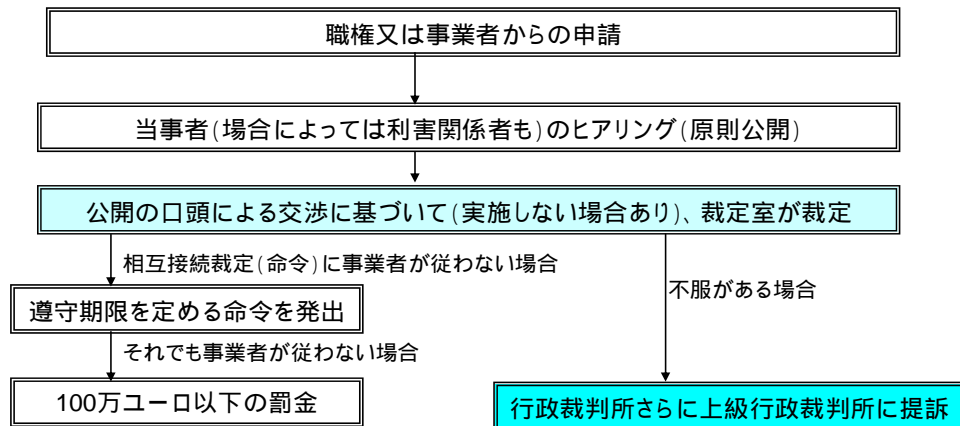 職権又は事業者からの申請
当事者(場合によっては利害関係者も)のヒアリング(原則公開)
公開の口頭による交渉に基づいて(実施しない場合あり)、裁定室が裁定
相互接続裁定(命令)に事業者が従わない場合
不服がある場合
遵守期限を定める命令を発出
それでも事業者が従わない場合
100万ユーロ以下の罰金
行政裁判所さらに上級行政裁判所に提訴